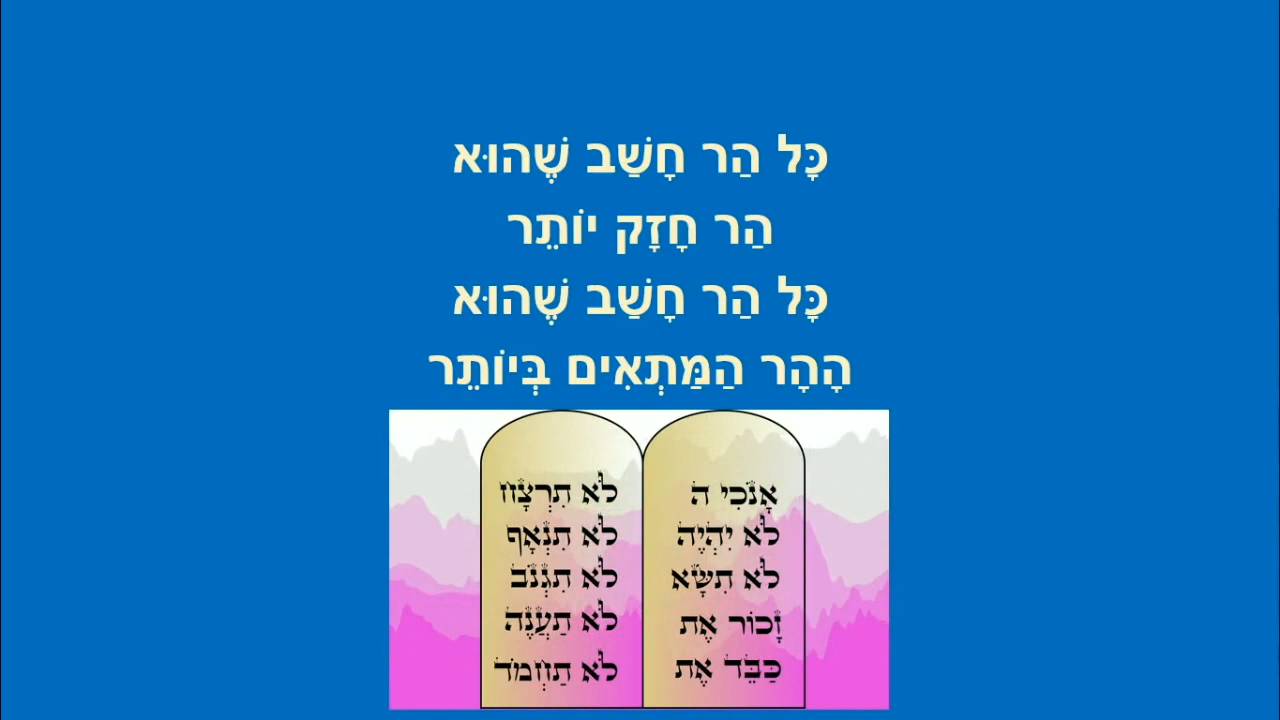 כָּל הַר חָשַׁב שֶׁהוּא
הַר חָזָק יוֹתֵר
כָּל הַר חָשַׁב שֶׁהוּא
הָהָר הַמַּתְאִים בְּיוֹתֵר
אָנֹכִי ה
לֹא יִהְיֶה
לֹא תִשָּׂא
זָכוֹר אֶת
כַּבֵּד אֶת
לֹא תִרְצָח
לֹא תִנְאָף
לֹא תִגְנֹב
לֹא תַעֲנֶה
לֹא תַחְמֹד